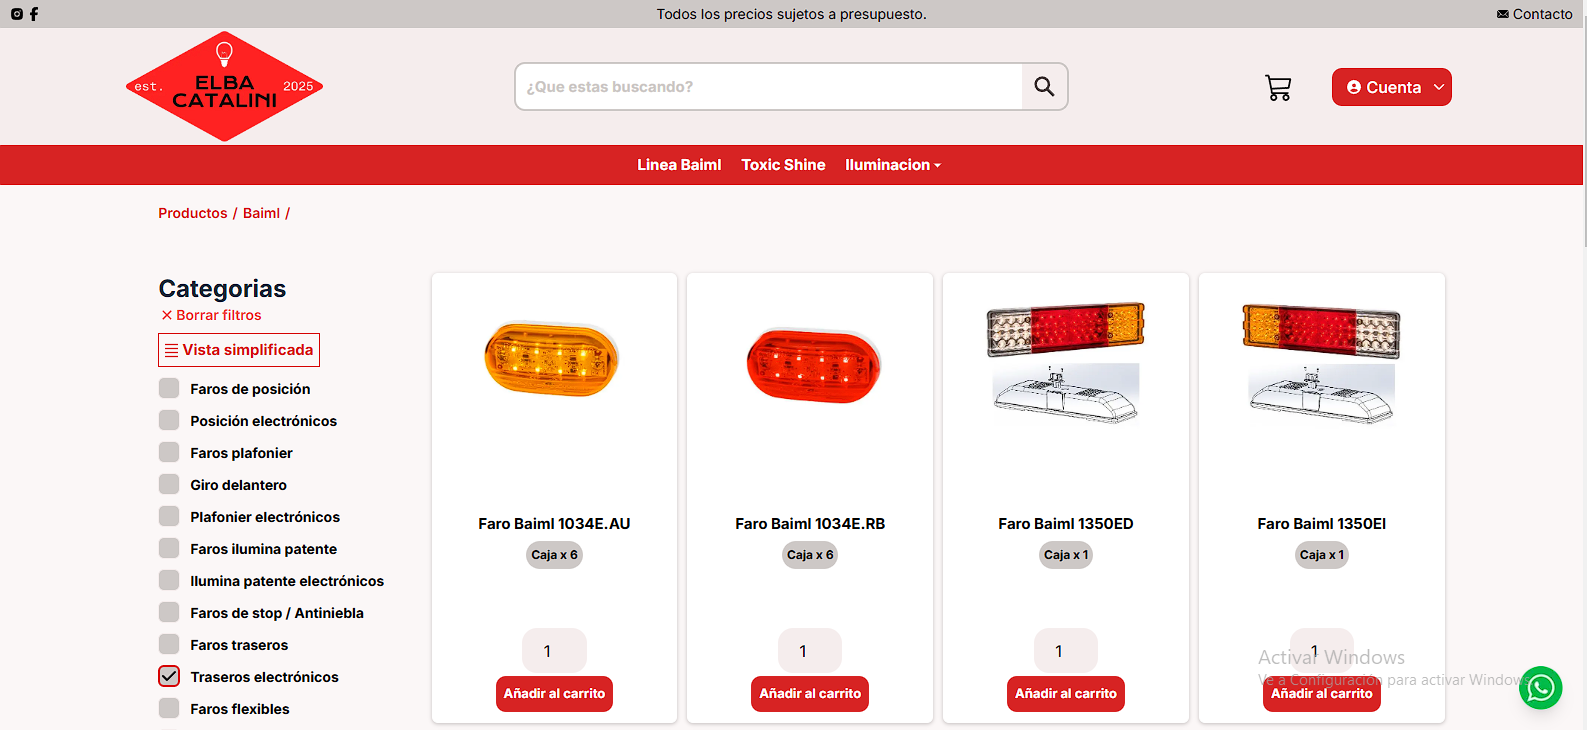 Todos los precios sujetos a presupuesto.
Contacto
est.
ELBA
CATALINI
2025
¿Que estas buscando?
Cuenta
Linea Baiml
Toxic Shine
Iluminacion
Productos / Baiml /
Categorias
Borrar filtros
Vista simplificada
Faros de posición
Posición electrónicos
Faros plafonier
Giro delantero
Plafonier electrónicos
Faros ilumina patente
Ilumina patente electrónicos
Faros de stop / Antiniebla
Faros traseros
Traseros electrónicos
Faros flexibles
Faro Baiml 1034E.AU
Caja x 6
1
Añadir al carrito
Faro Baiml 1034E.RB
Caja x 6
1
Añadir al carrito
Faro Baiml 1350ED
Caja x 1
1
Añadir al carrito
Faro Baiml 1350EI
Caja x 1
1
Añadir al carrito
Activar Windows
Ve a Configuración para activar Windows.